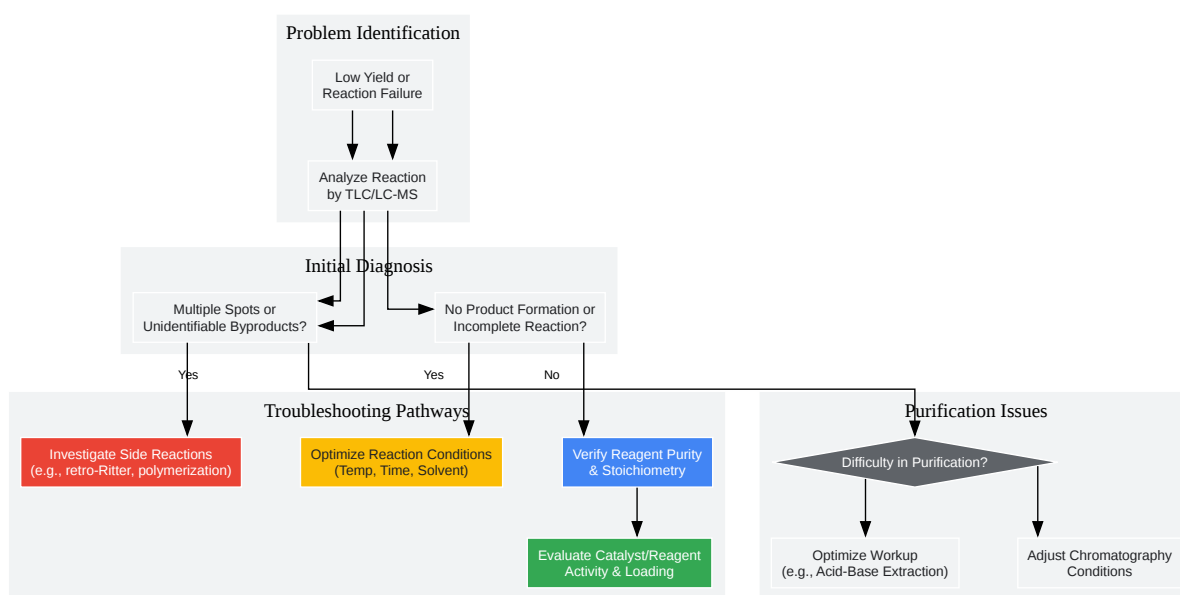 Problem Identification
Low Yield or
Reaction Failure
Analyze Reaction
by TLC/LC-MS
Initial Diagnosis
Multiple Spots or
Unidentifiable Byproducts?
No Product Formation or
Incomplete Reaction?
Yes
Yes
No
Troubleshooting Pathways
Purification Issues
Investigate Side Reactions
(e.g., retro-Ritter, polymerization)
Optimize Reaction Conditions
(Temp, Time, Solvent)
Verify Reagent Purity
& Stoichiometry
Difficulty in Purification?
Evaluate Catalyst/Reagent
Activity & Loading
Optimize Workup
(e.g., Acid-Base Extraction)
Adjust Chromatography
Conditions